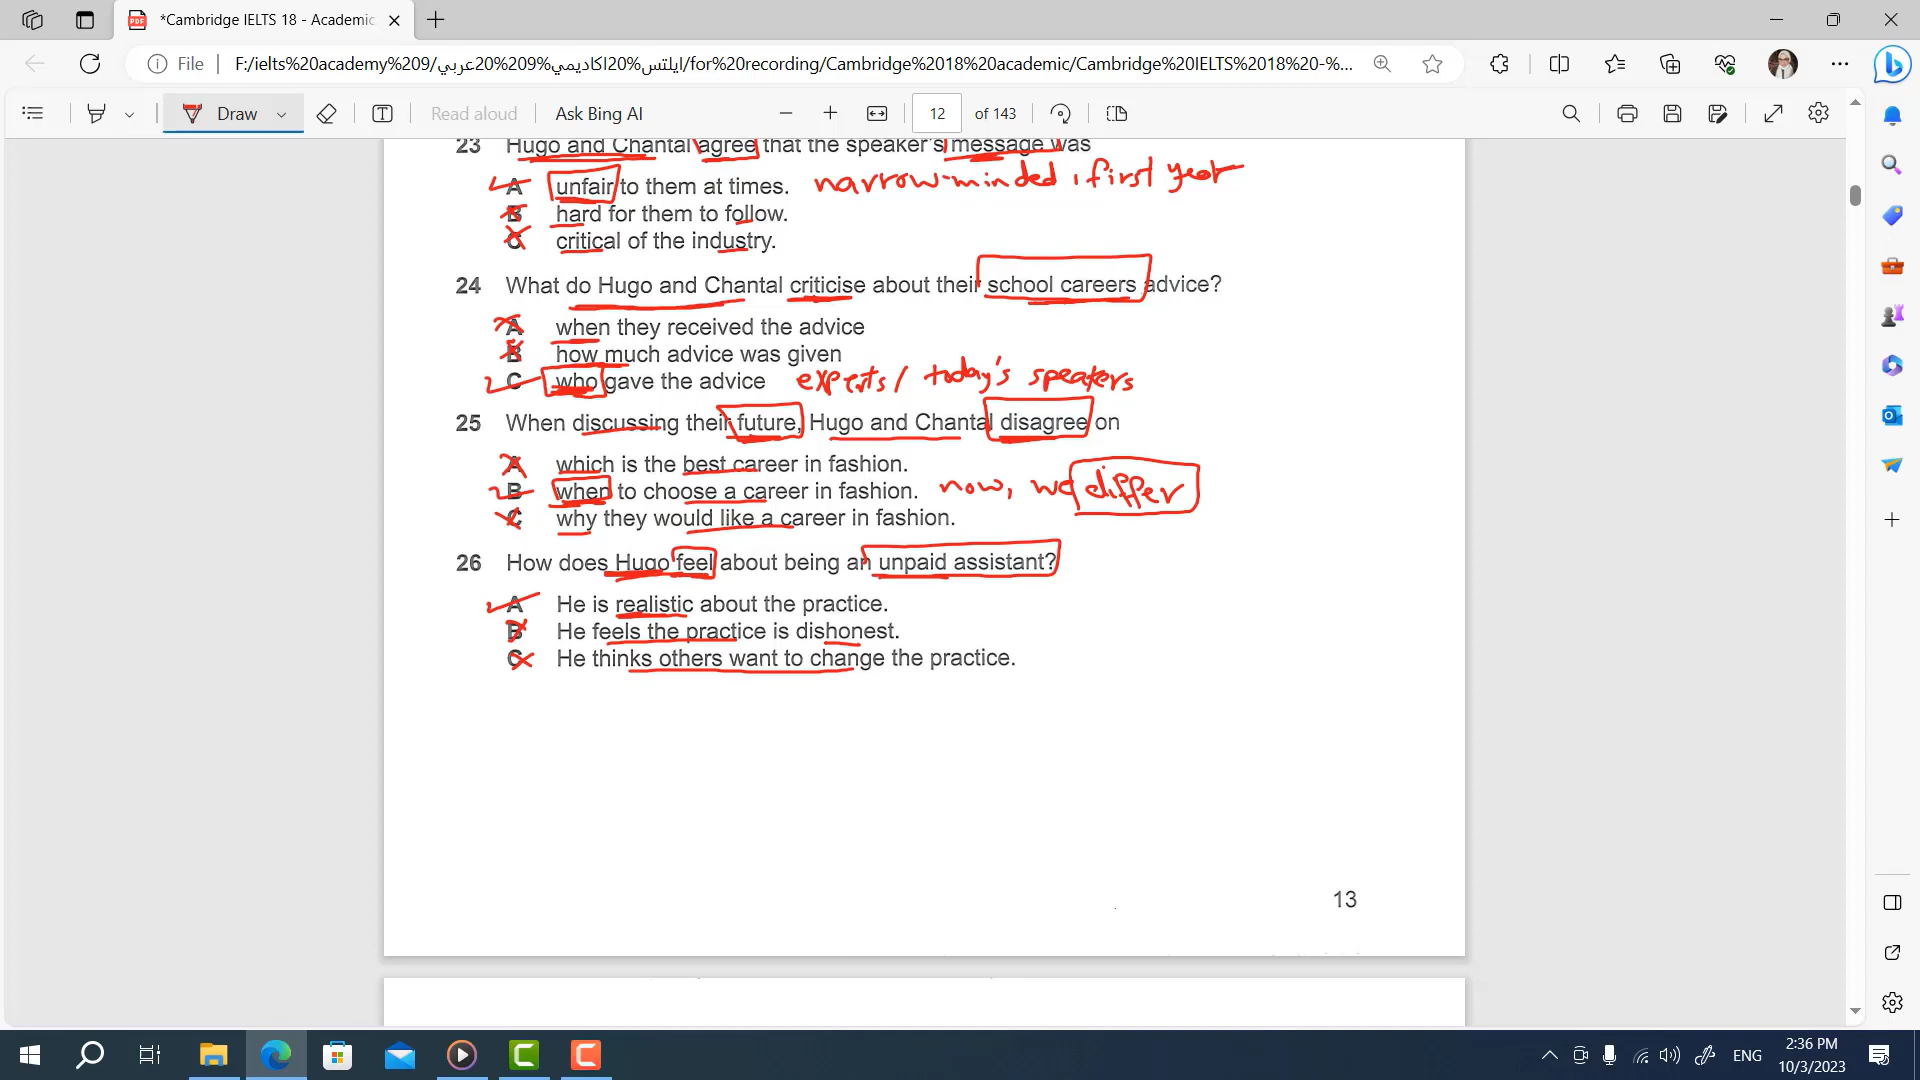 *Cambridge IELTS 18 - Academic
File
F:/ielts%20academy%209/ايلتس%20اكاديمي%209%20عربي/for%20recording/Cambridge%2018%20academic/Cambridge%20IELTS%2018%20-%...
Draw
Read aloud
Ask Bing AI
12 of 143
23 Hugo and Chantal agree that the speaker's message was
A unfair to them at times. narrow-minded, first year
B hard for them to follow.
C critical of the industry.
24 What do Hugo and Chantal criticise about their school careers advice?
A when they received the advice
B how much advice was given
C who gave the advice experts / today's speakers
25 When discussing their future, Hugo and Chantal disagree on
A which is the best career in fashion.
B when to choose a career in fashion. now, we differ
C why they would like a career in fashion.
26 How does Hugo feel about being an unpaid assistant?
A He is realistic about the practice.
B He feels the practice is dishonest.
C He thinks others want to change the practice.
13
ENG
2:36 PM
10/3/2023